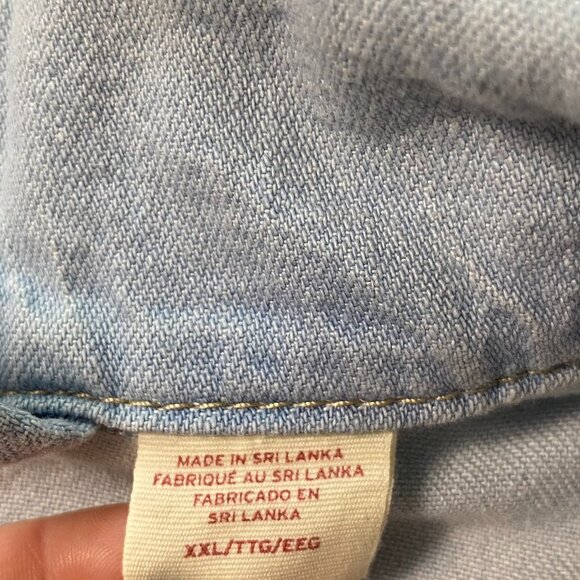 MADE IN SRI LANKA
FABRIQUÉ AU SRI LANKA
FABRICADO EN
SRI LANKA
XXL/TTG/EEG